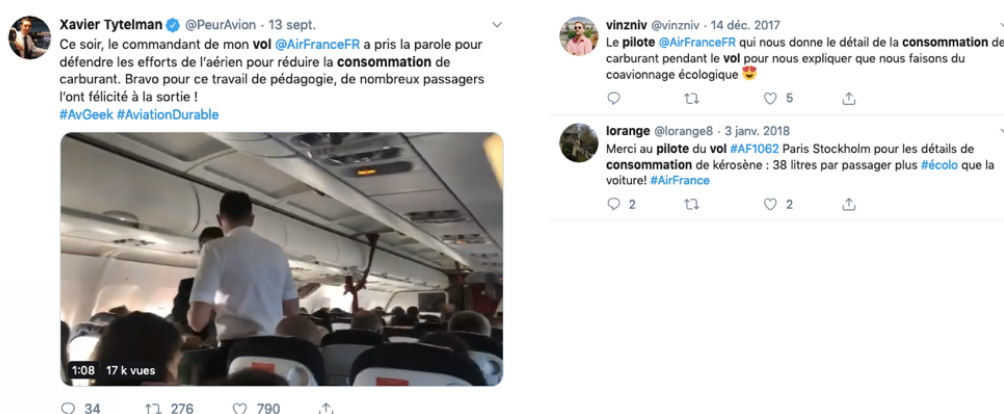 Xavier Tytelman @PeurAvion · 13 sept.
Ce soir, le commandant de mon vol @AirFranceFR a pris la parole pour
défendre les efforts de l'aérien pour réduire la consommation de
carburant. Bravo pour ce travail de pédagogie, de nombreux passagers
l'ont félicité à la sortie !
#AvGeek #AviationDurable
1:08 17 k vues
34 276 790
vinzniv @vinzniv · 14 déc. 2017
Le pilote @AirFranceFR qui nous donne le détail de la consommation de
carburant pendant le vol pour nous expliquer que nous faisons du
coavionnage écologique 😍
5
lorange @lorange8 · 3 janv. 2018
Merci au pilote du vol #AF1062 Paris Stockholm pour les détails de
consommation de kérosène : 38 litres par passager plus #écolo que la
voiture! #AirFrance
2 2